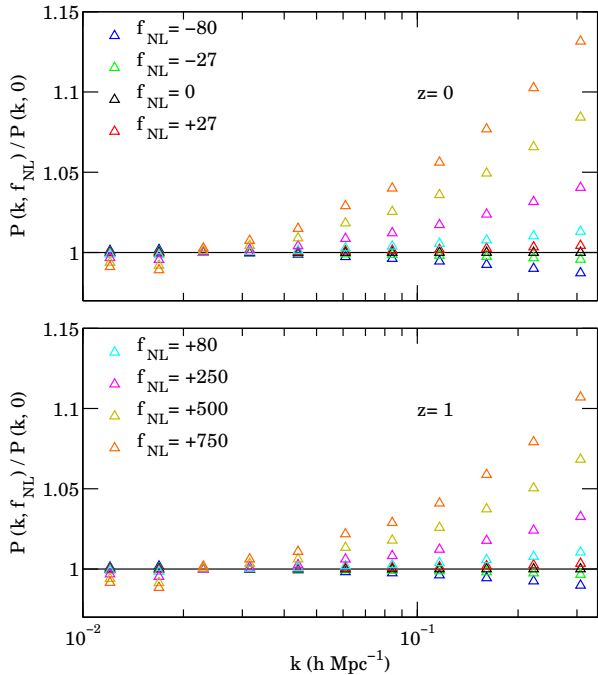 1.15
f_NL = −80
f_NL = −27
f_NL = 0
f_NL = +27
z= 0
1.1
1.05
1
P (k, f_NL) / P (k, 0)
1.15
f_NL = +80
f_NL = +250
f_NL = +500
f_NL = +750
z= 1
1.1
1.05
1
P (k, f_NL) / P (k, 0)
10⁻² 10⁻¹
k (h Mpc⁻¹)